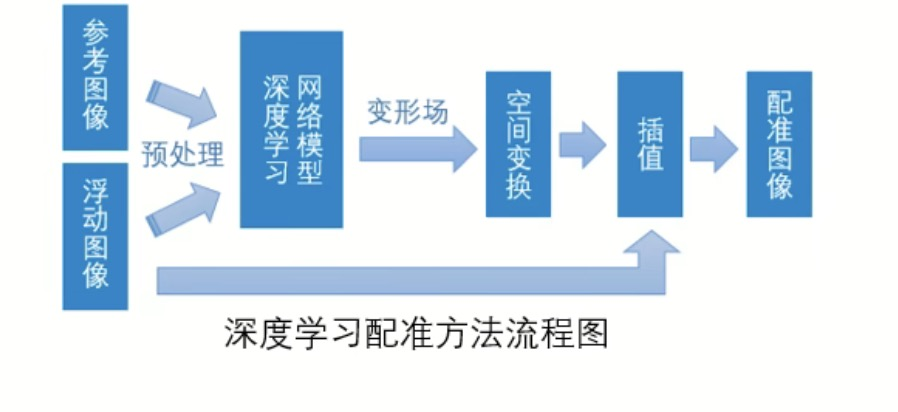 参考图像
浮动图像
预处理
深度学习
网络模型
变形场
空间变换
插值
配准图像
深度学习配准方法流程图